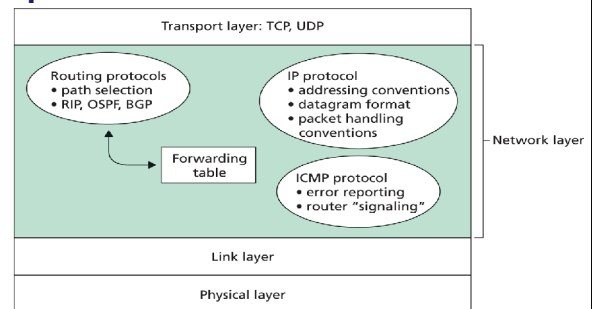 Transport layer: TCP, UDP
Routing protocols
• path selection
• RIP, OSPF, BGP
IP protocol
• addressing conventions
• datagram format
• packet handling
conventions
Network layer
Forwarding
table
ICMP protocol
• error reporting
• router “signaling”
Link layer
Physical layer